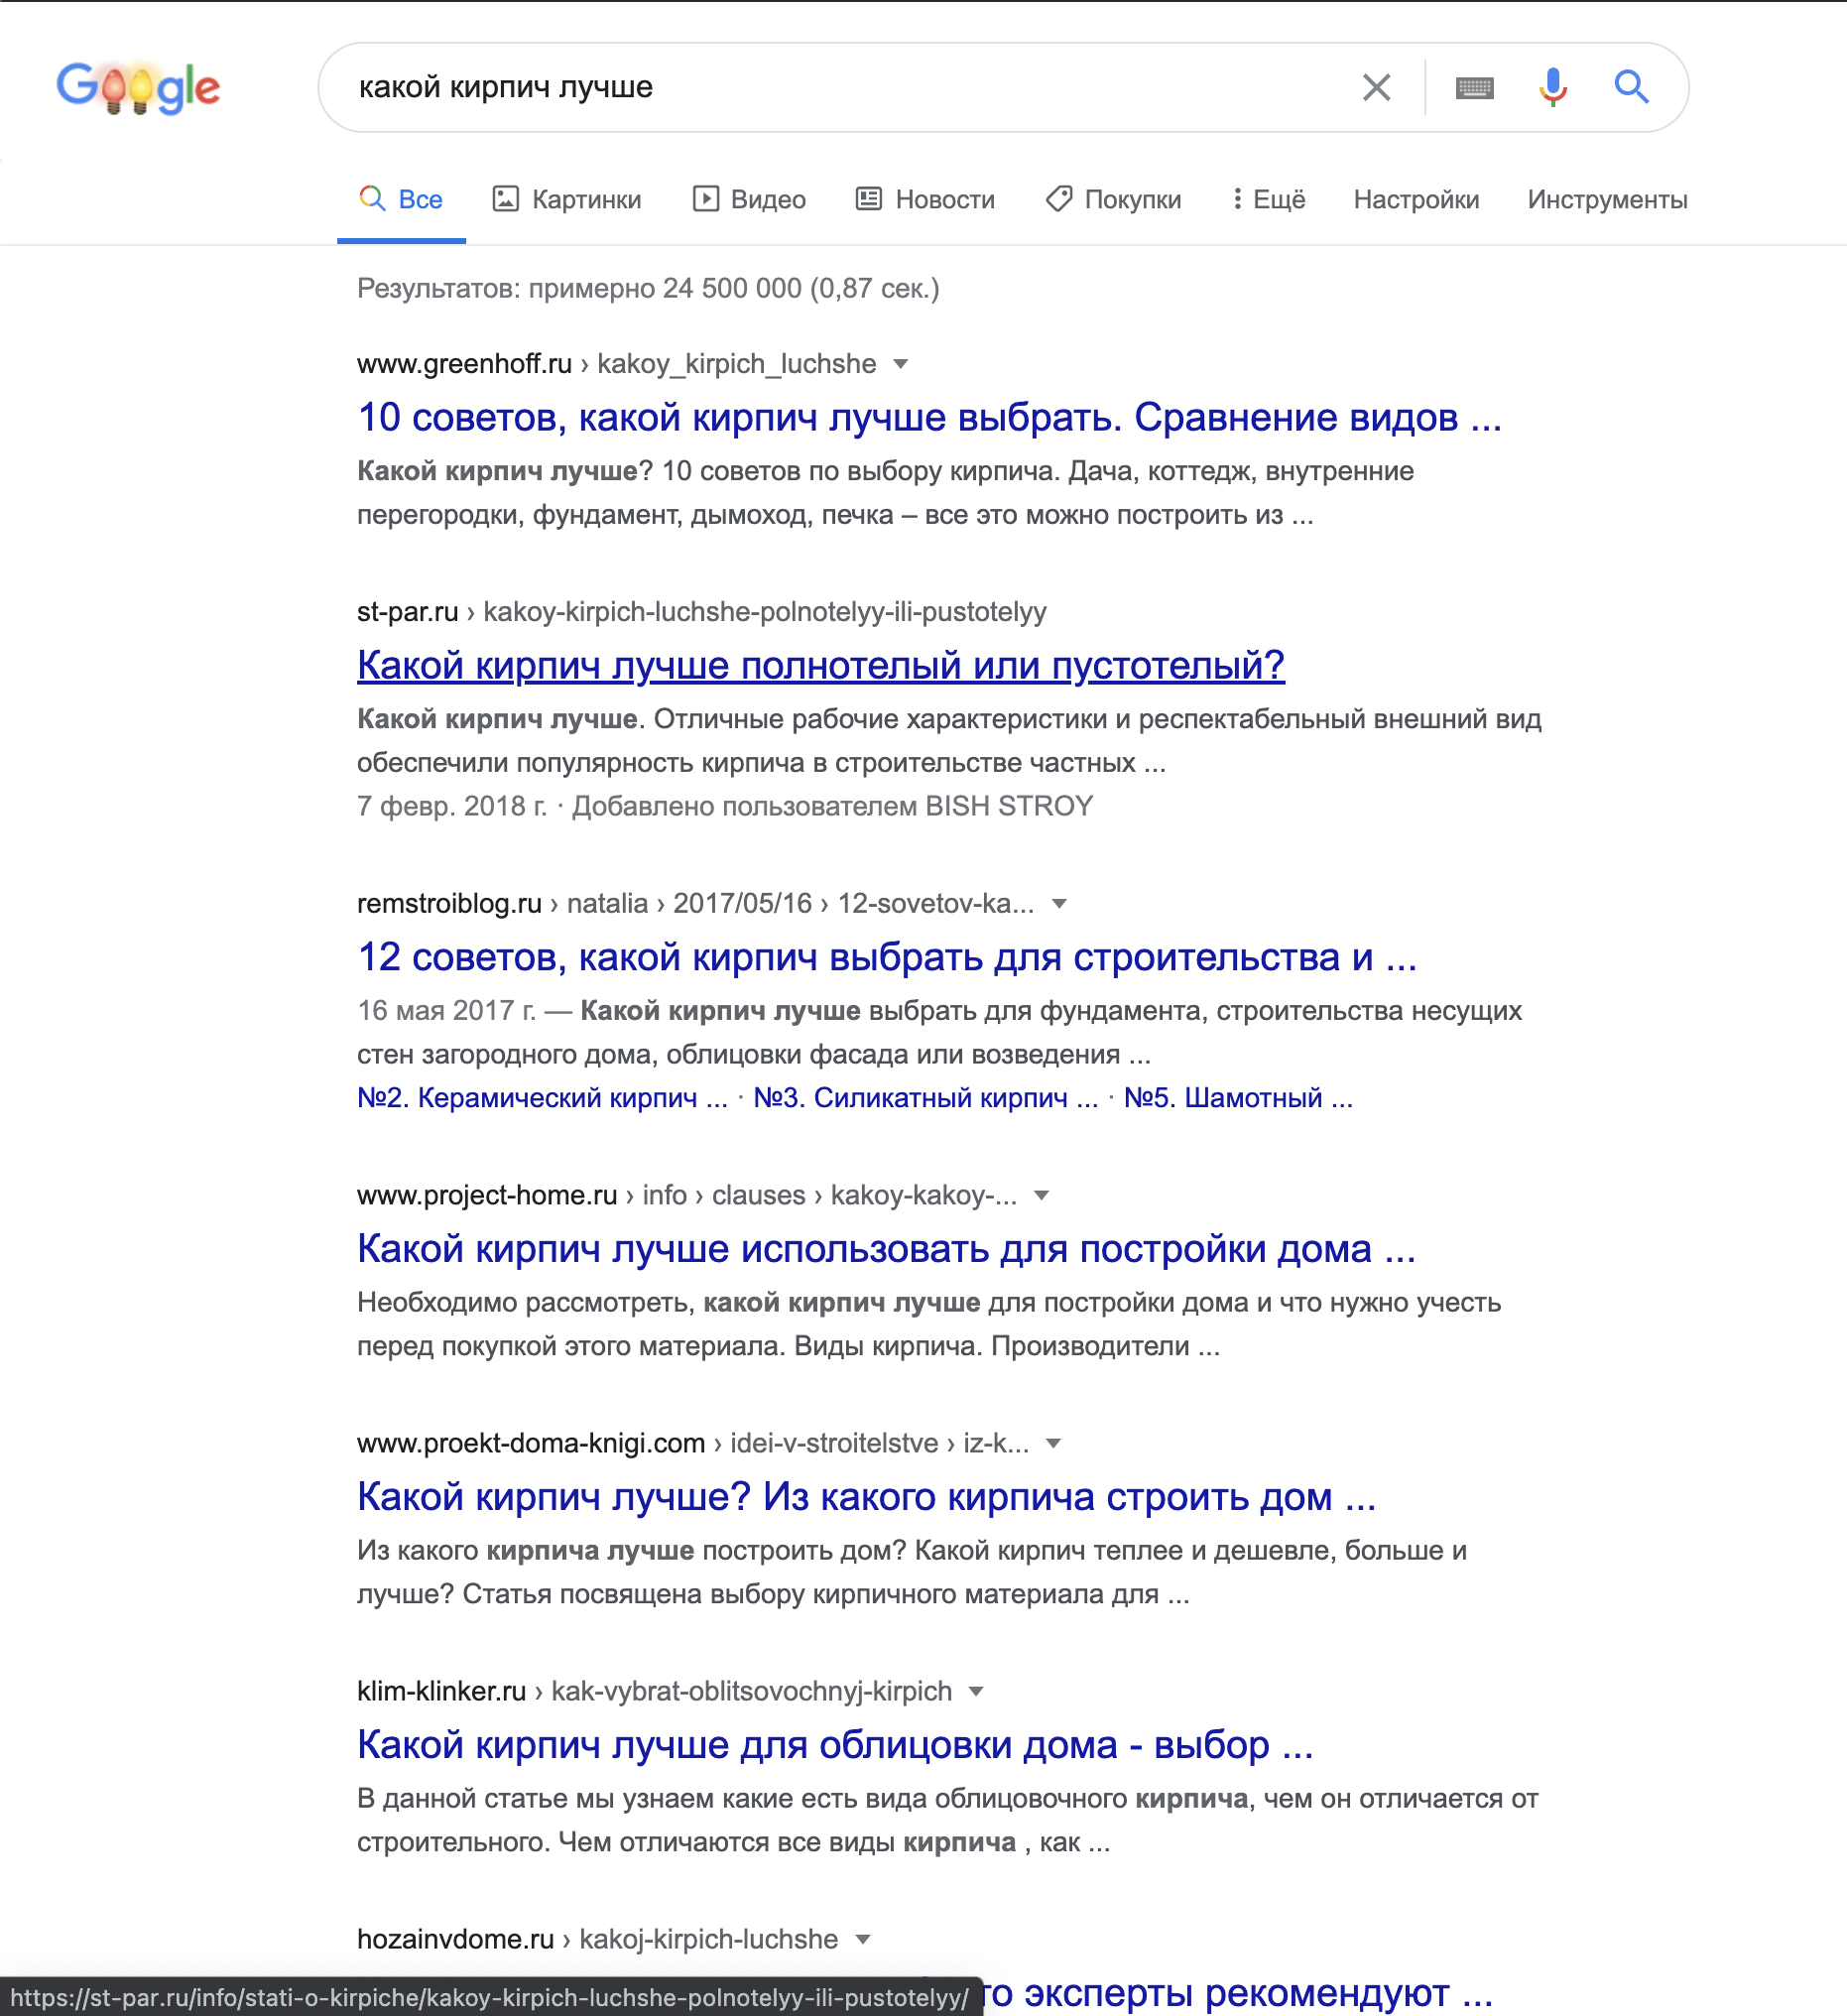 Google
какой кирпич лучше
Все Картинки Видео Новости Покупки Ещё Настройки Инструменты
Результатов: примерно 24 500 000 (0,87 сек.)
www.greenhoff.ru › kakoy_kirpich_luchshe
10 советов, какой кирпич лучше выбрать. Сравнение видов ...
Какой кирпич лучше? 10 советов по выбору кирпича. Дача, коттедж, внутренние
перегородки, фундамент, дымоход, печка – все это можно построить из ...
st-par.ru › kakoy-kirpich-luchshe-polnotelyy-ili-pustotelyy
Какой кирпич лучше полнотелый или пустотелый?
Какой кирпич лучше. Отличные рабочие характеристики и респектабельный внешний вид
обеспечили популярность кирпича в строительстве частных ...
7 февр. 2018 г. · Добавлено пользователем BISH STROY
remstroiblog.ru › natalia › 2017/05/16 › 12-sovetov-ka...
12 советов, какой кирпич выбрать для строительства и ...
16 мая 2017 г. — Какой кирпич лучше выбрать для фундамента, строительства несущих
стен загородного дома, облицовки фасада или возведения ...
№2. Керамический кирпич ... · №3. Силикатный кирпич ... · №5. Шамотный ...
www.project-home.ru › info › clauses › kakoy-kakoy-...
Какой кирпич лучше использовать для постройки дома ...
Необходимо рассмотреть, какой кирпич лучше для постройки дома и что нужно учесть
перед покупкой этого материала. Виды кирпича. Производители ...
www.proekt-doma-knigi.com › idei-v-stroitelstve › iz-k...
Какой кирпич лучше? Из какого кирпича строить дом ...
Из какого кирпича лучше построить дом? Какой кирпич теплее и дешевле, больше и
лучше? Статья посвящена выбору кирпичного материала для ...
klim-klinker.ru › kak-vybrat-oblitsovochnyj-kirpich
Какой кирпич лучше для облицовки дома - выбор ...
В данной статье мы узнаем какие есть вида облицовочного кирпича, чем он отличается от
строительного. Чем отличаются все виды кирпича , как ...
hozainvdome.ru › kakoj-kirpich-luchshe
эксперты рекомендуют ...
https://st-par.ru/info/stati-o-kirpiche/kakoy-kirpich-luchshe-polnotelyy-ili-pustotelyy/